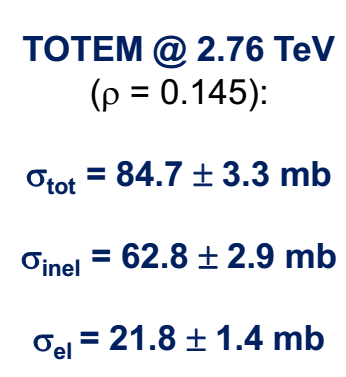 TOTEM @ 2.76 TeV
(ρ = 0.145):
σtot = 84.7 ± 3.3 mb
σinel = 62.8 ± 2.9 mb
σel = 21.8 ± 1.4 mb